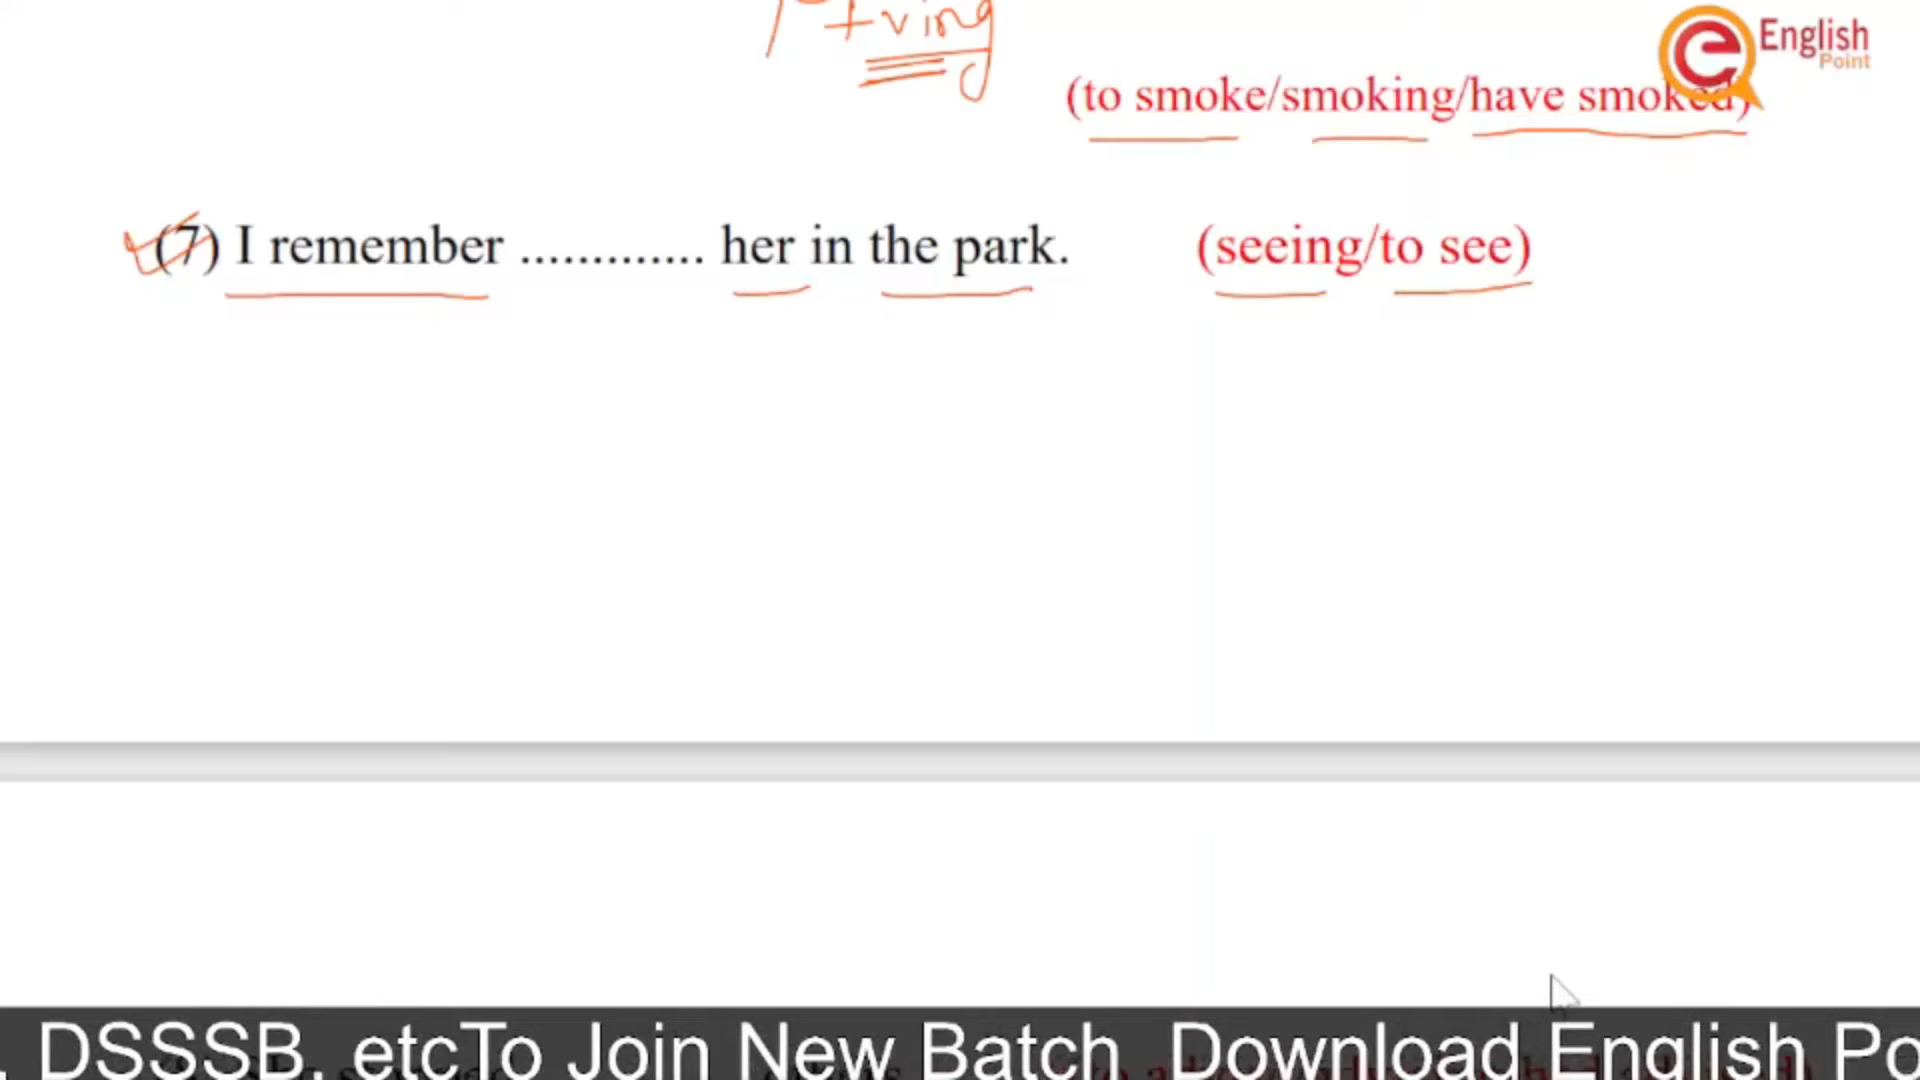 +ving
English
Point
(to smoke/smoking/have smoked)
(7) I remember ............. her in the park. (seeing/to see)
. DSSSB, etcTo Join New Batch, Download English Po